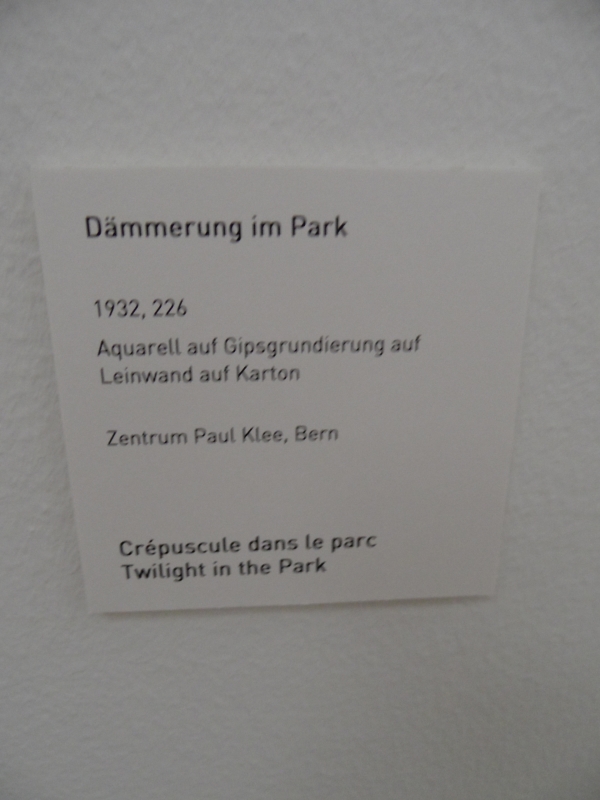 Dämmerung im Park
1932, 226
Aquarell auf Gipsgrundierung auf
Leinwand auf Karton
Zentrum Paul Klee, Bern
Crépuscule dans le parc
Twilight in the Park